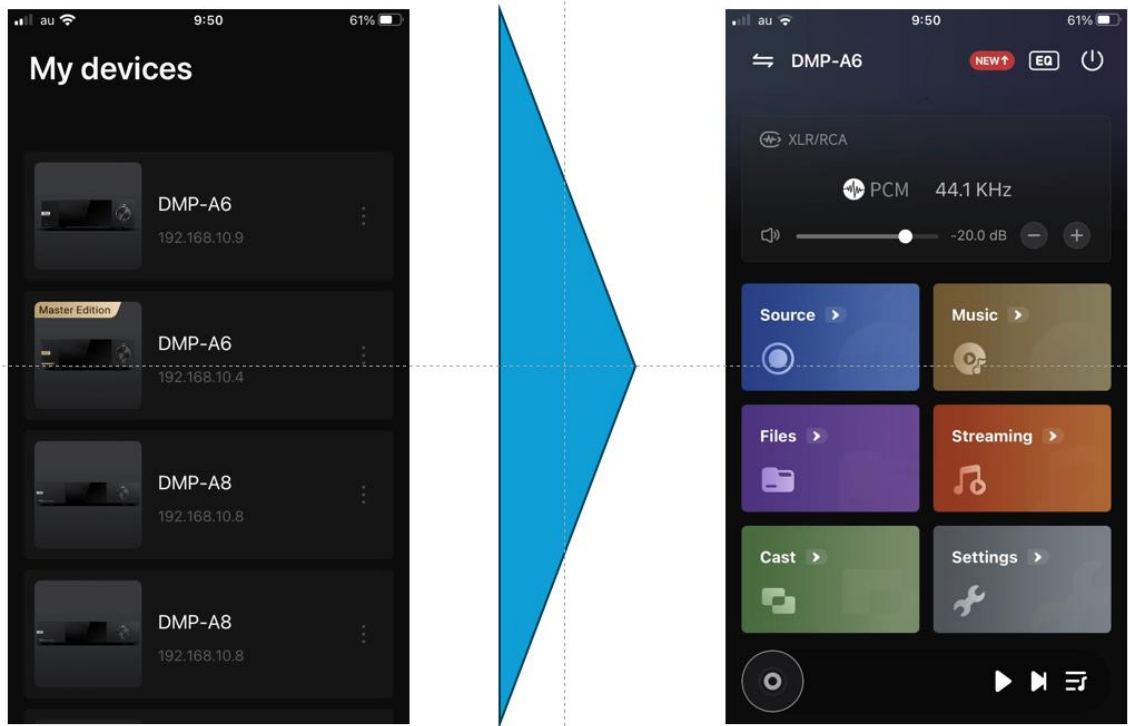 au 9:50 61%
My devices
DMP-A6
192.168.10.9
Master Edition
DMP-A6
192.168.10.4
DMP-A8
192.168.10.8
DMP-A8
192.168.10.8
au 9:50 61%
DMP-A6 NEW↑ EQ
XLR/RCA
PCM 44.1 KHz
-20.0 dB
Source
Music
Files
Streaming
Cast
Settings